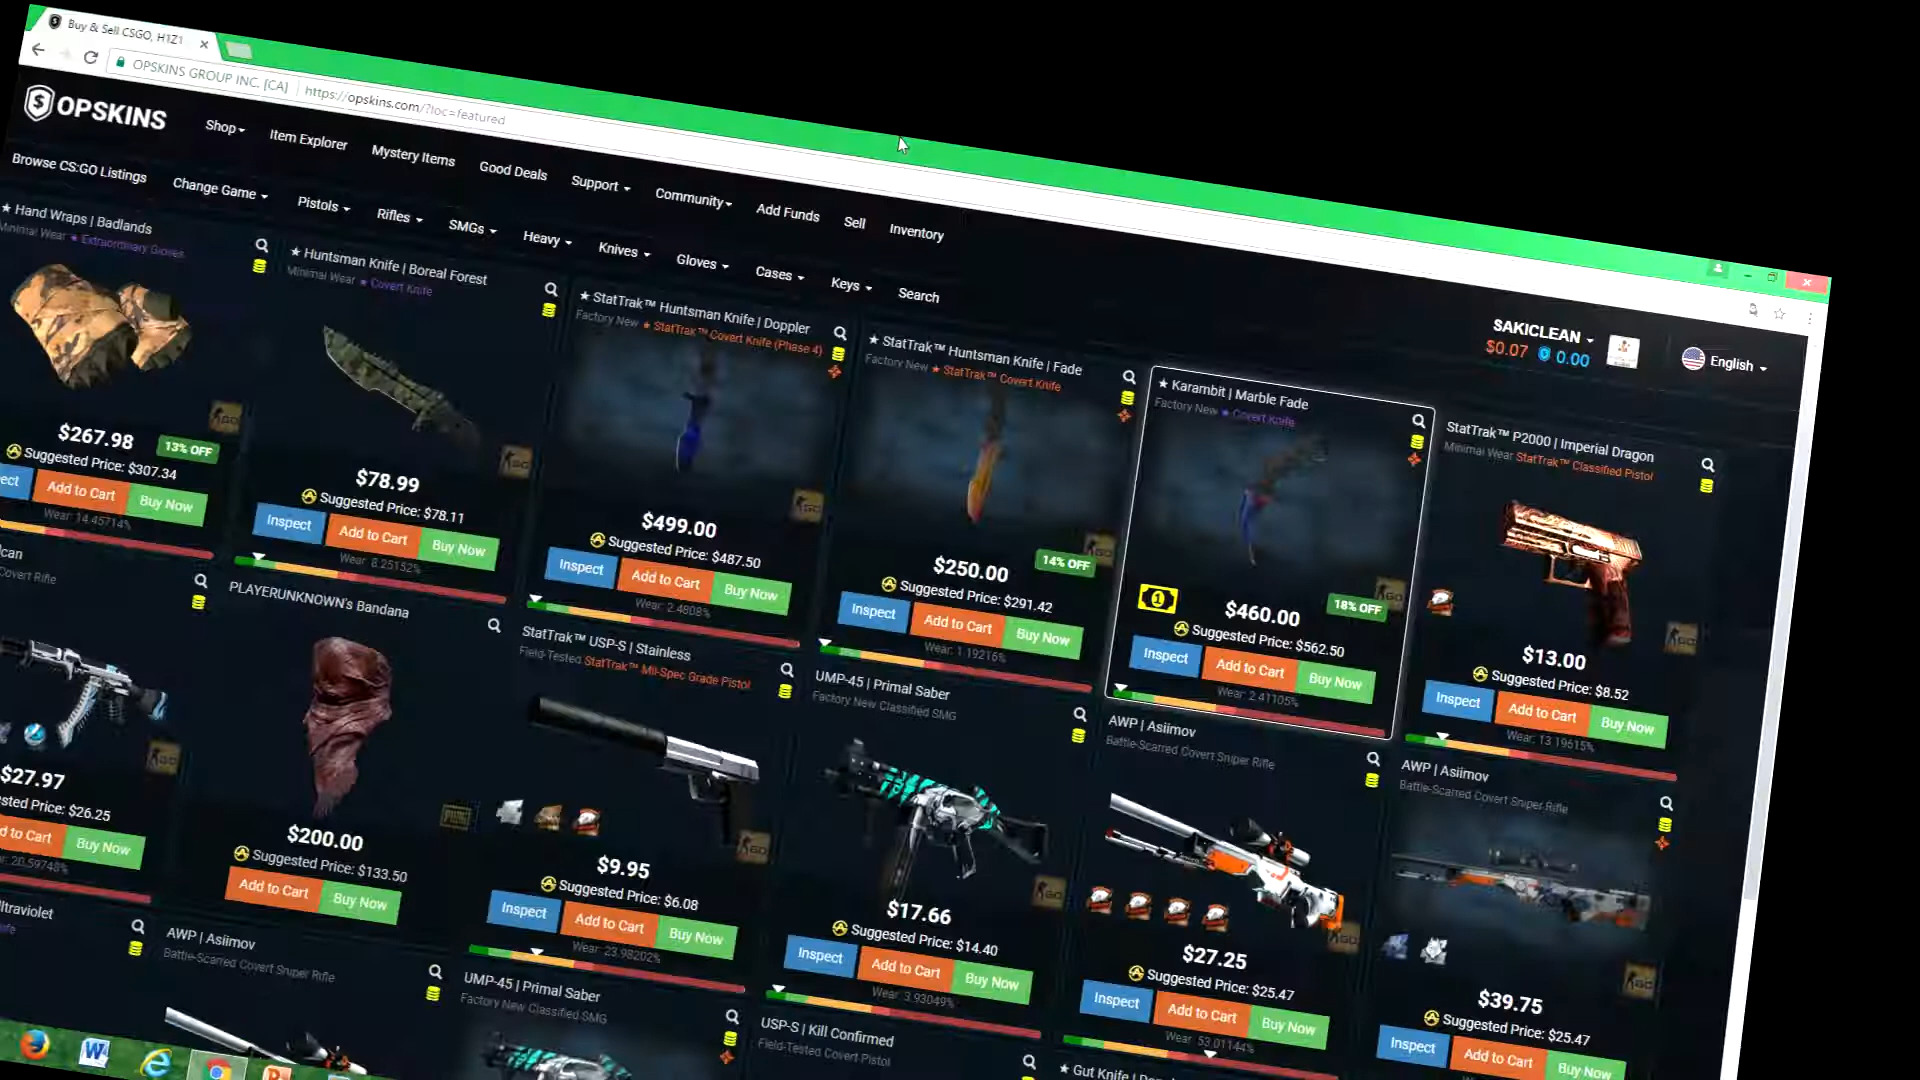 Buy & Sell CSGO, H1Z1
OPSKINS GROUP INC. [CA]
https://opskins.com/?loc=featured
OPSKINS
Shop
Item Explorer
Mystery Items
Good Deals
Support
Community
Add Funds
Sell
Inventory
SAKICLEAN
$0.07
0.00
English
Browse CS:GO Listings
Change Game
Pistols
Rifles
SMGs
Heavy
Knives
Gloves
Cases
Keys
Search
★ Hand Wraps | Badlands
Minimal Wear ★ Extraordinary Gloves
$267.98
13% OFF
Suggested Price: $307.34
Add to Cart
Buy Now
Wear: 14.45714%
★ Huntsman Knife | Boreal Forest
Minimal Wear ★ Covert Knife
$78.99
Suggested Price: $78.11
Inspect
Add to Cart
Buy Now
Wear: 8.25152%
★ StatTrak™ Huntsman Knife | Doppler
Factory New ★ StatTrak™ Covert Knife (Phase 4)
$499.00
Suggested Price: $487.50
Inspect
Add to Cart
Buy Now
Wear: 2.4808%
★ StatTrak™ Huntsman Knife | Fade
Factory New ★ StatTrak™ Covert Knife
$250.00
14% OFF
Suggested Price: $291.42
Inspect
Add to Cart
Buy Now
Wear: 1.19216%
★ Karambit | Marble Fade
Factory New ★ Covert Knife
$460.00
18% OFF
Suggested Price: $562.50
Inspect
Add to Cart
Buy Now
Wear: 2.41105%
StatTrak™ P2000 | Imperial Dragon
Minimal Wear StatTrak™ Classified Pistol
$13.00
Suggested Price: $8.52
Inspect
Add to Cart
Buy Now
Wear: 13.19615%
Covert Rifle
$27.97
Price: $26.25
to Cart
Buy Now
20.59748%
PLAYERUNKNOWN's Bandana
PUBG
$200.00
Suggested Price: $133.50
Add to Cart
Buy Now
StatTrak™ USP-S | Stainless
Field-Tested StatTrak™ Mil-Spec Grade Pistol
$9.95
Suggested Price: $6.08
Inspect
Add to Cart
Buy Now
Wear: 23.98202%
UMP-45 | Primal Saber
Factory New Classified SMG
$17.66
Suggested Price: $14.40
Inspect
Add to Cart
Buy Now
Wear: 3.93049%
AWP | Asiimov
Battle-Scarred Covert Sniper Rifle
$27.25
Suggested Price: $25.47
Inspect
Add to Cart
Buy Now
Wear: 53.01144%
AWP | Asiimov
Battle-Scarred Covert Sniper Rifle
$39.75
Suggested Price: $25.47
Inspect
Add to Cart
Buy Now
AWP | Asiimov
Battle-Scarred Covert Sniper Rifle
UMP-45 | Primal Saber
Factory New Classified SMG
USP-S | Kill Confirmed
Field-Tested Covert Pistol
★ Gut Knife